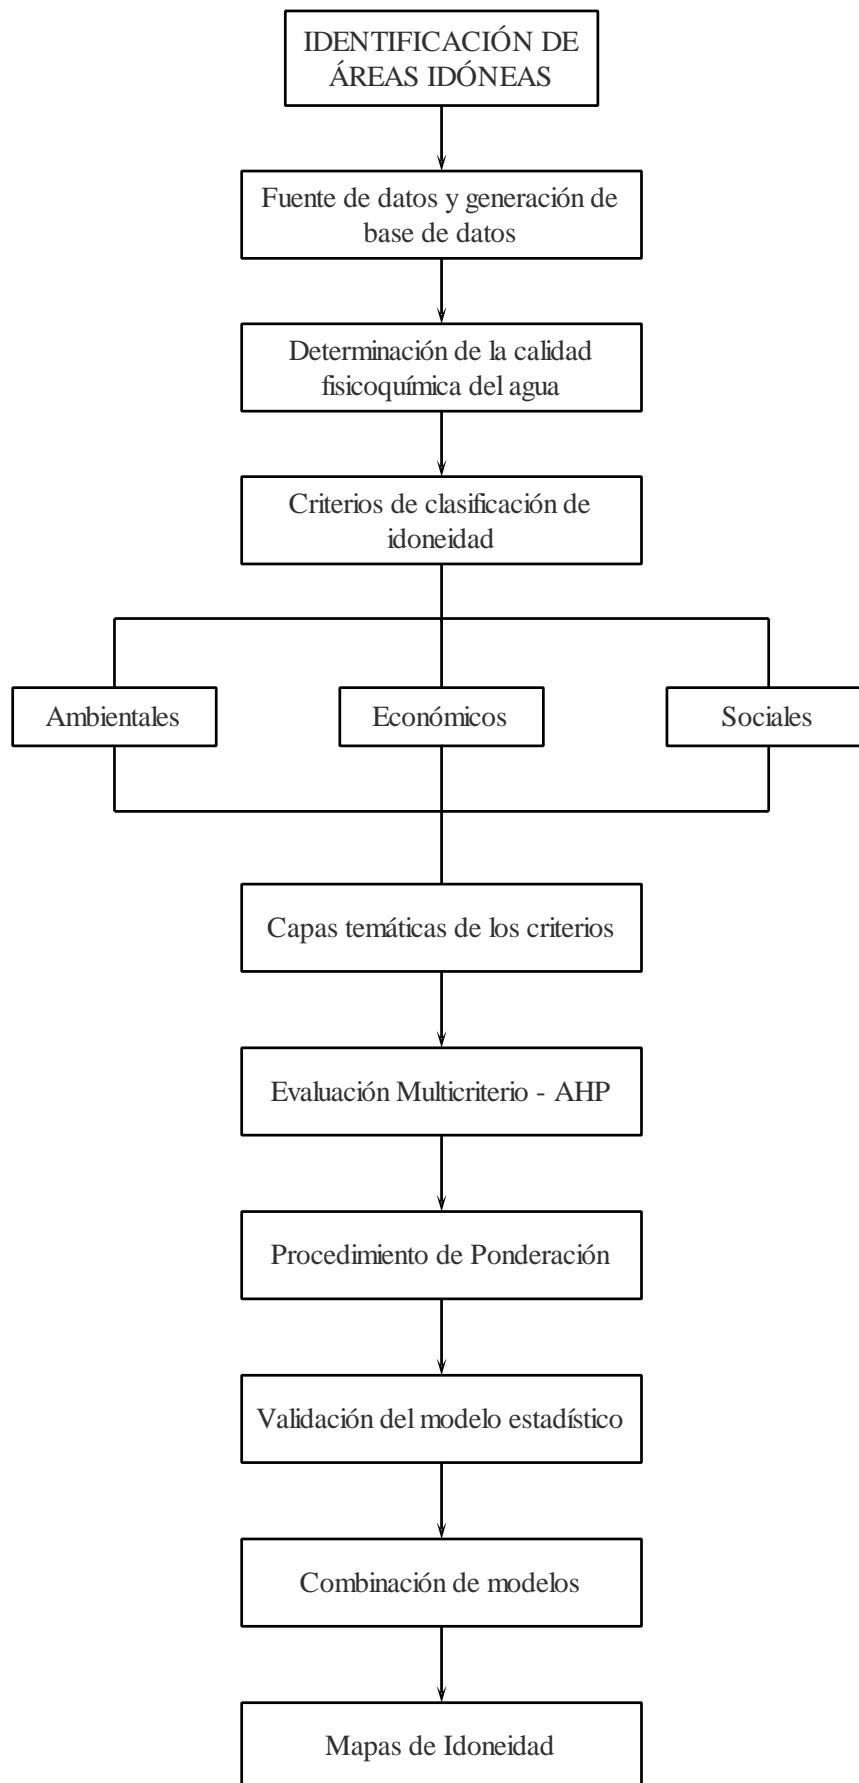 IDENTIFICACIÓN DE
ÁREAS IDÓNEAS
Fuente de datos y generación de
base de datos
Determinación de la calidad
fisicoquímica del agua
Criterios de clasificación de
idoneidad
Ambientales
Económicos
Sociales
Capas temáticas de los criterios
Evaluación Multicriterio - AHP
Procedimiento de Ponderación
Validación del modelo estadístico
Combinación de modelos
Mapas de Idoneidad